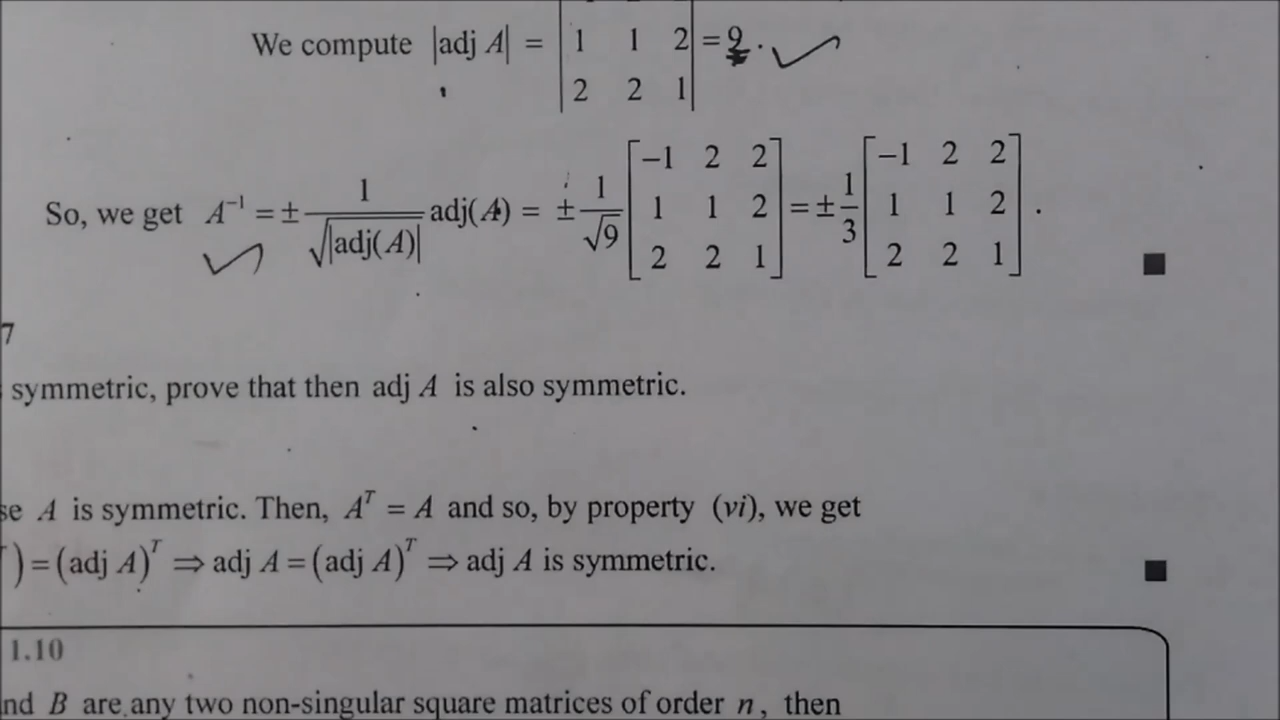 We compute |adj A| = | 1 1 2 | = 9.
| 2 2 1 |
So, we get A⁻¹ = ± 1/√|adj(A)| adj(A) = ± 1/√9 [ −1 2 2 ; 1 1 2 ; 2 2 1 ] = ± 1/3 [ −1 2 2 ; 1 1 2 ; 2 2 1 ] .
7
symmetric, prove that then adj A is also symmetric.
se A is symmetric. Then, Aᵀ = A and so, by property (vi), we get
) = (adj A)ᵀ ⇒ adj A = (adj A)ᵀ ⇒ adj A is symmetric.
1.10
nd B are any two non-singular square matrices of order n, then